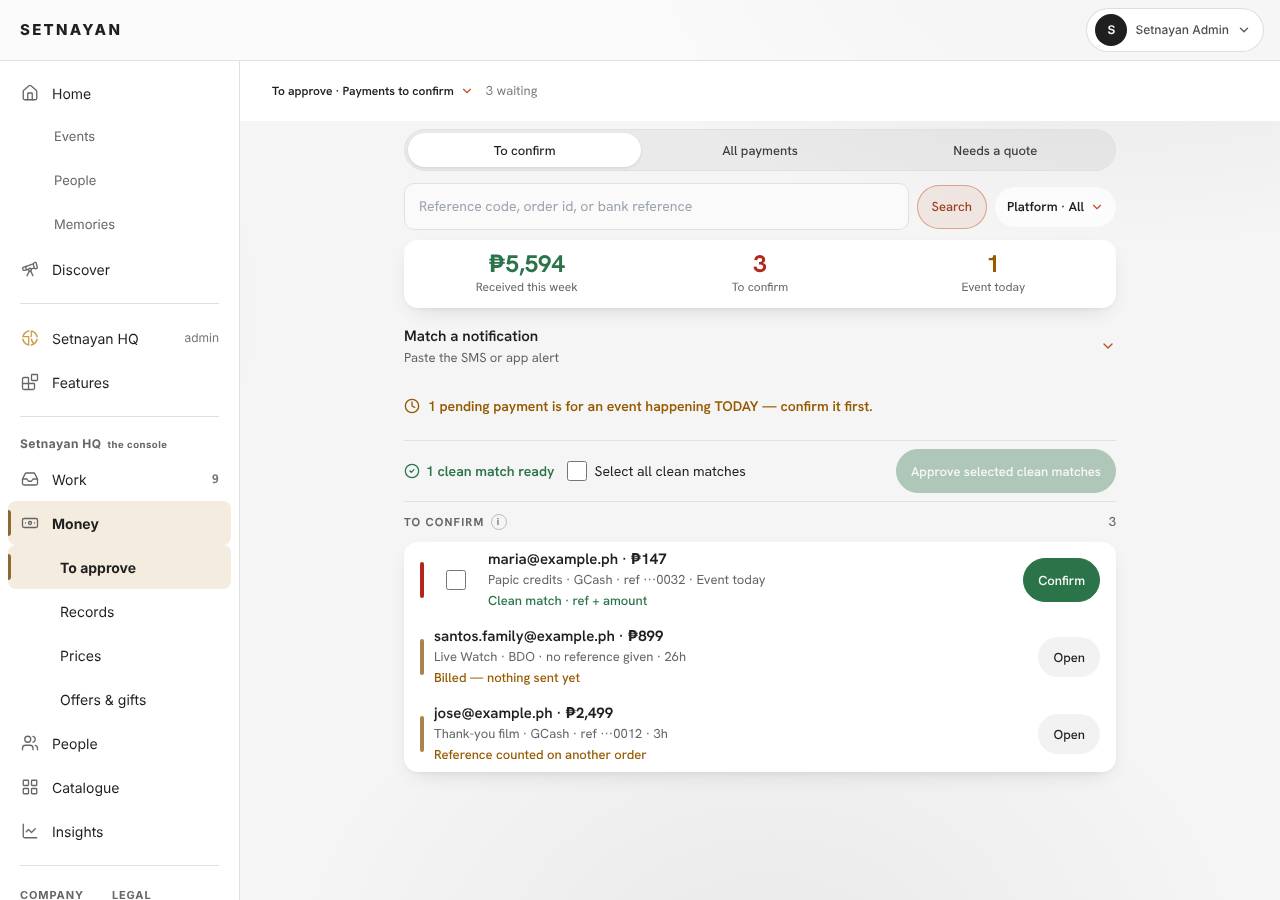 SETNAYAN
S
Setnayan Admin
Home
Events
People
Memories
Discover
Setnayan HQ admin
Features
Setnayan HQ the console
Work 9
Money
To approve
Records
Prices
Offers & gifts
People
Catalogue
Insights
COMPANY LEGAL
To approve · Payments to confirm 3 waiting
To confirm All payments Needs a quote
Reference code, order id, or bank reference Search Platform · All
₱5,594 3 1
Received this week To confirm Event today
Match a notification
Paste the SMS or app alert
1 pending payment is for an event happening TODAY — confirm it first.
1 clean match ready Select all clean matches Approve selected clean matches
TO CONFIRM i 3
maria@example.ph · ₱147
Papic credits · GCash · ref ···0032 · Event today
Clean match · ref + amount
Confirm
santos.family@example.ph · ₱899
Live Watch · BDO · no reference given · 26h
Billed — nothing sent yet
Open
jose@example.ph · ₱2,499
Thank-you film · GCash · ref ···0012 · 3h
Reference counted on another order
Open